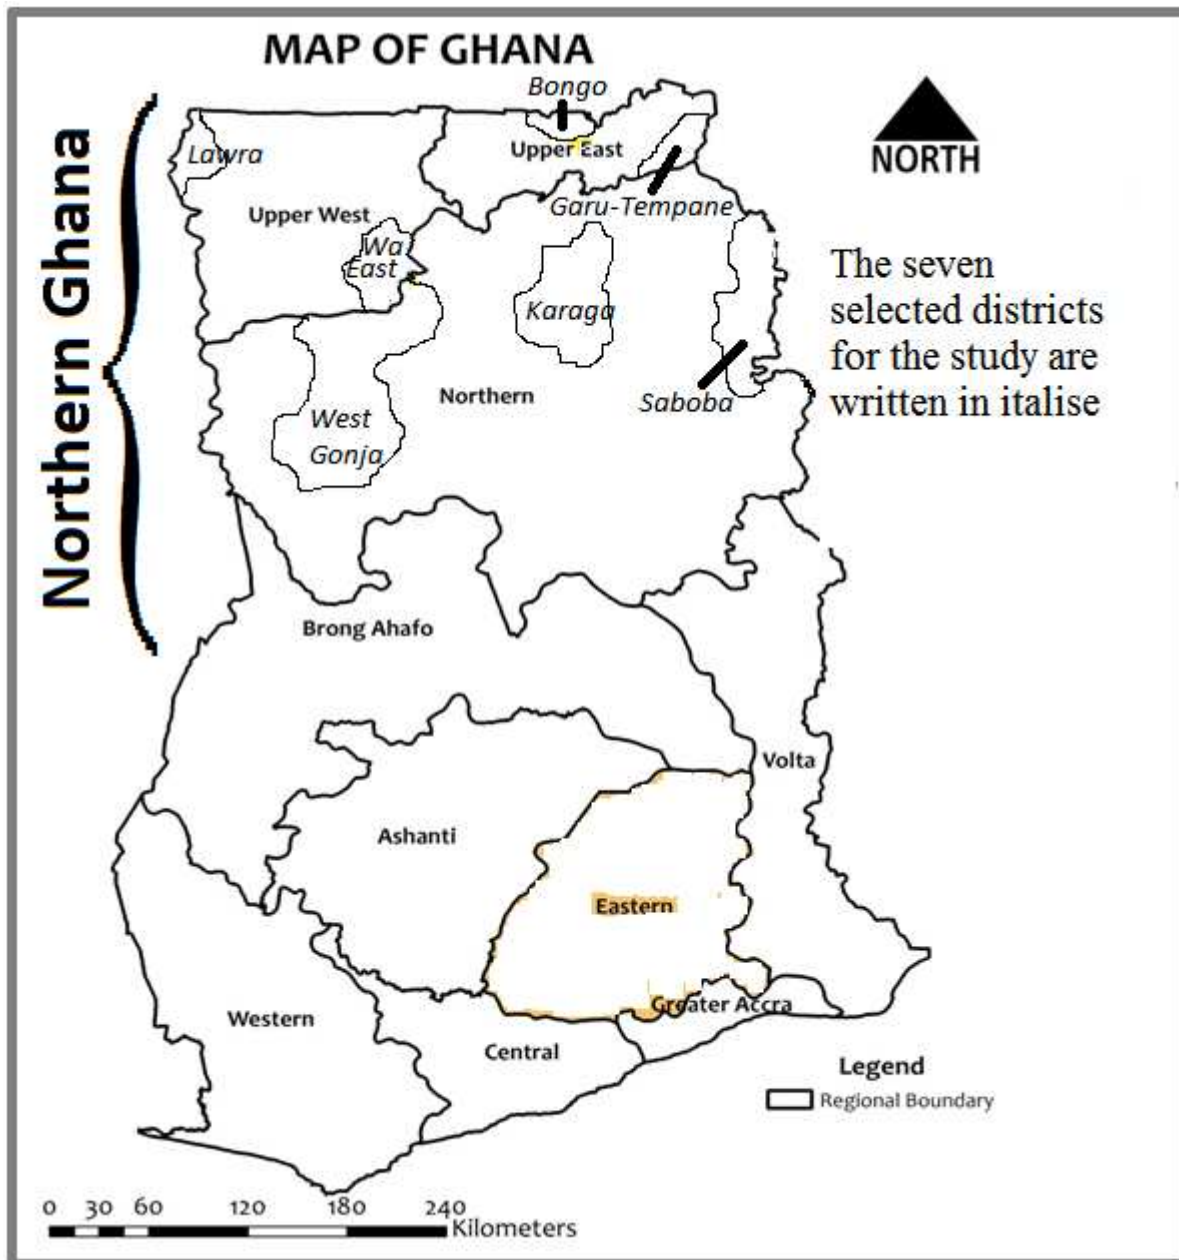 MAP OF GHANA
Northern Ghana
Bongo
NORTH
Lawra
Upper East
Garu-Tempane
Upper West
Wa
East
The seven
selected districts
for the study are
written in italise
Karaga
Northern
Saboba
West
Gonja
Brong Ahafo
Volta
Ashanti
Eastern
Greater Accra
Western
Central
Legend
Regional Boundary
0 30 60 120 180 240
Kilometers